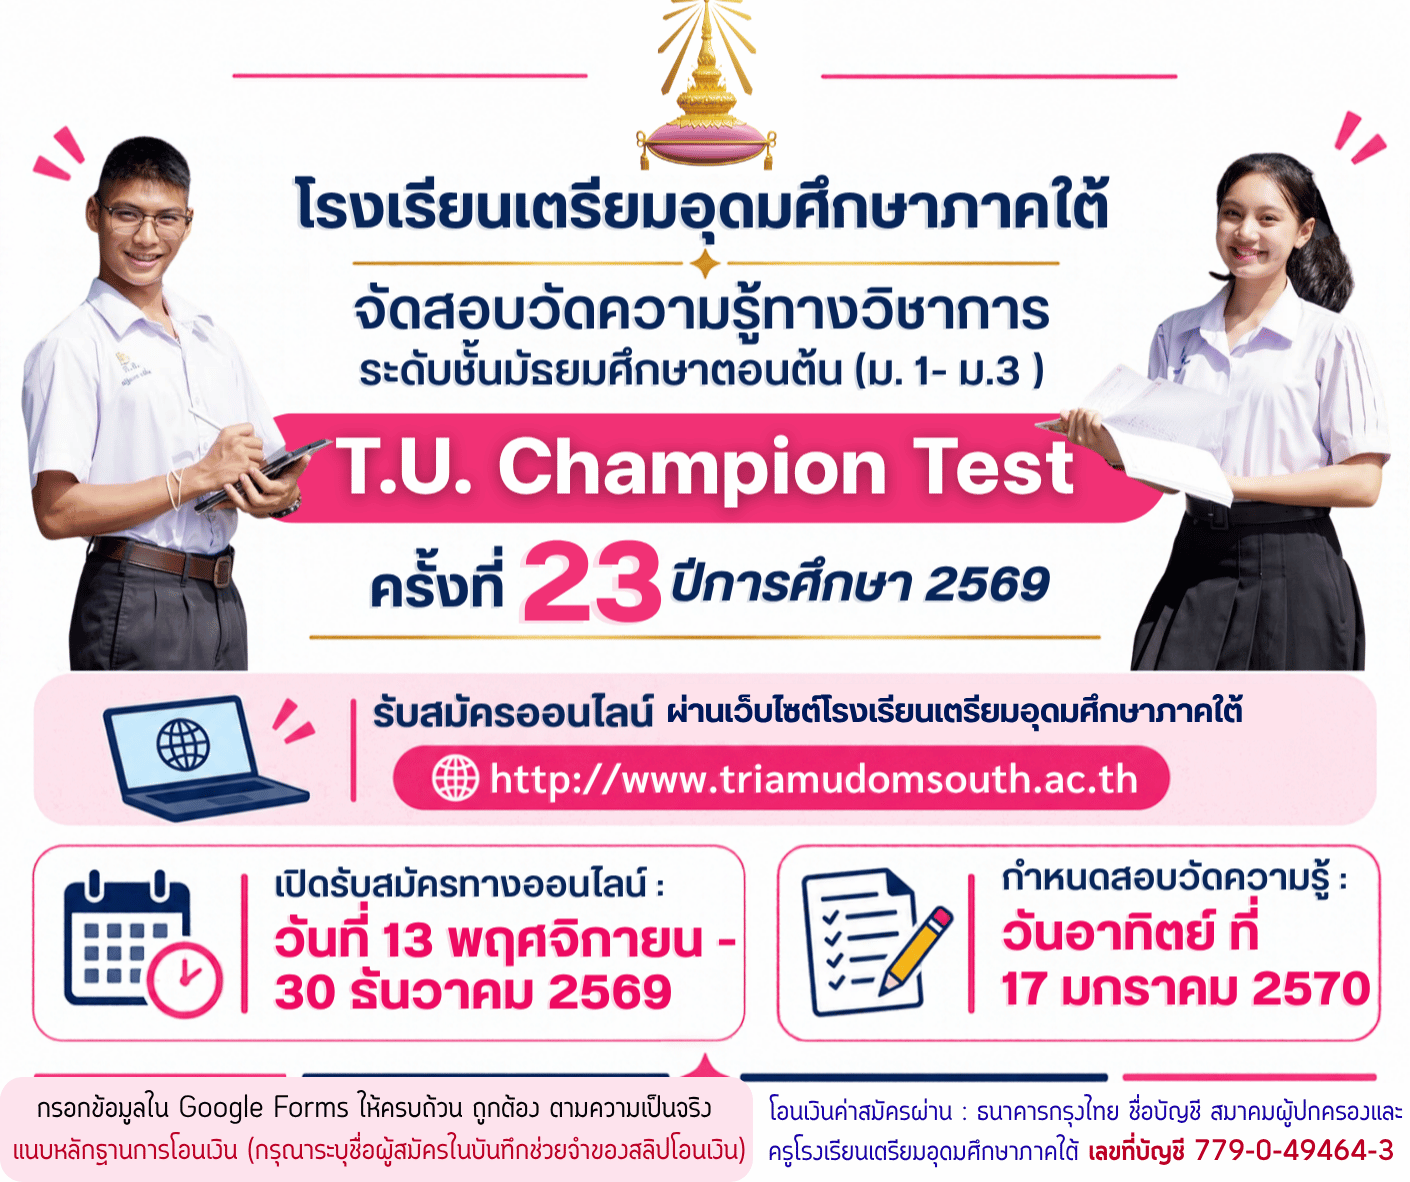 โรงเรียนเตรียมอุดมศึกษาภาคใต้
จัดสอบวัดความรู้ทางวิชาการ
ระดับชั้นมัธยมศึกษาตอนต้น (ม. 1- ม.3 )
T.U. Champion Test
ครั้งที่ 23 ปีการศึกษา 2569
รับสมัครออนไลน์ ผ่านเว็บไซต์โรงเรียนเตรียมอุดมศึกษาภาคใต้
http://www.triamudomsouth.ac.th
เปิดรับสมัครทางออนไลน์ :
วันที่ 13 พฤศจิกายน -
30 ธันวาคม 2569
กำหนดสอบวัดความรู้ :
วันอาทิตย์ ที่
17 มกราคม 2570
กรอกข้อมูลใน Google Forms ให้ครบถ้วน ถูกต้อง ตามความเป็นจริง
แนบหลักฐานการโอนเงิน (กรุณาระบุชื่อผู้สมัครในบันทึกช่วยจำของสลิปโอนเงิน)
โอนเงินค่าสมัครผ่าน : ธนาคารกรุงไทย ชื่อบัญชี สมาคมผู้ปกครองและ
ครูโรงเรียนเตรียมอุดมศึกษาภาคใต้ เลขที่บัญชี 779-0-49464-3